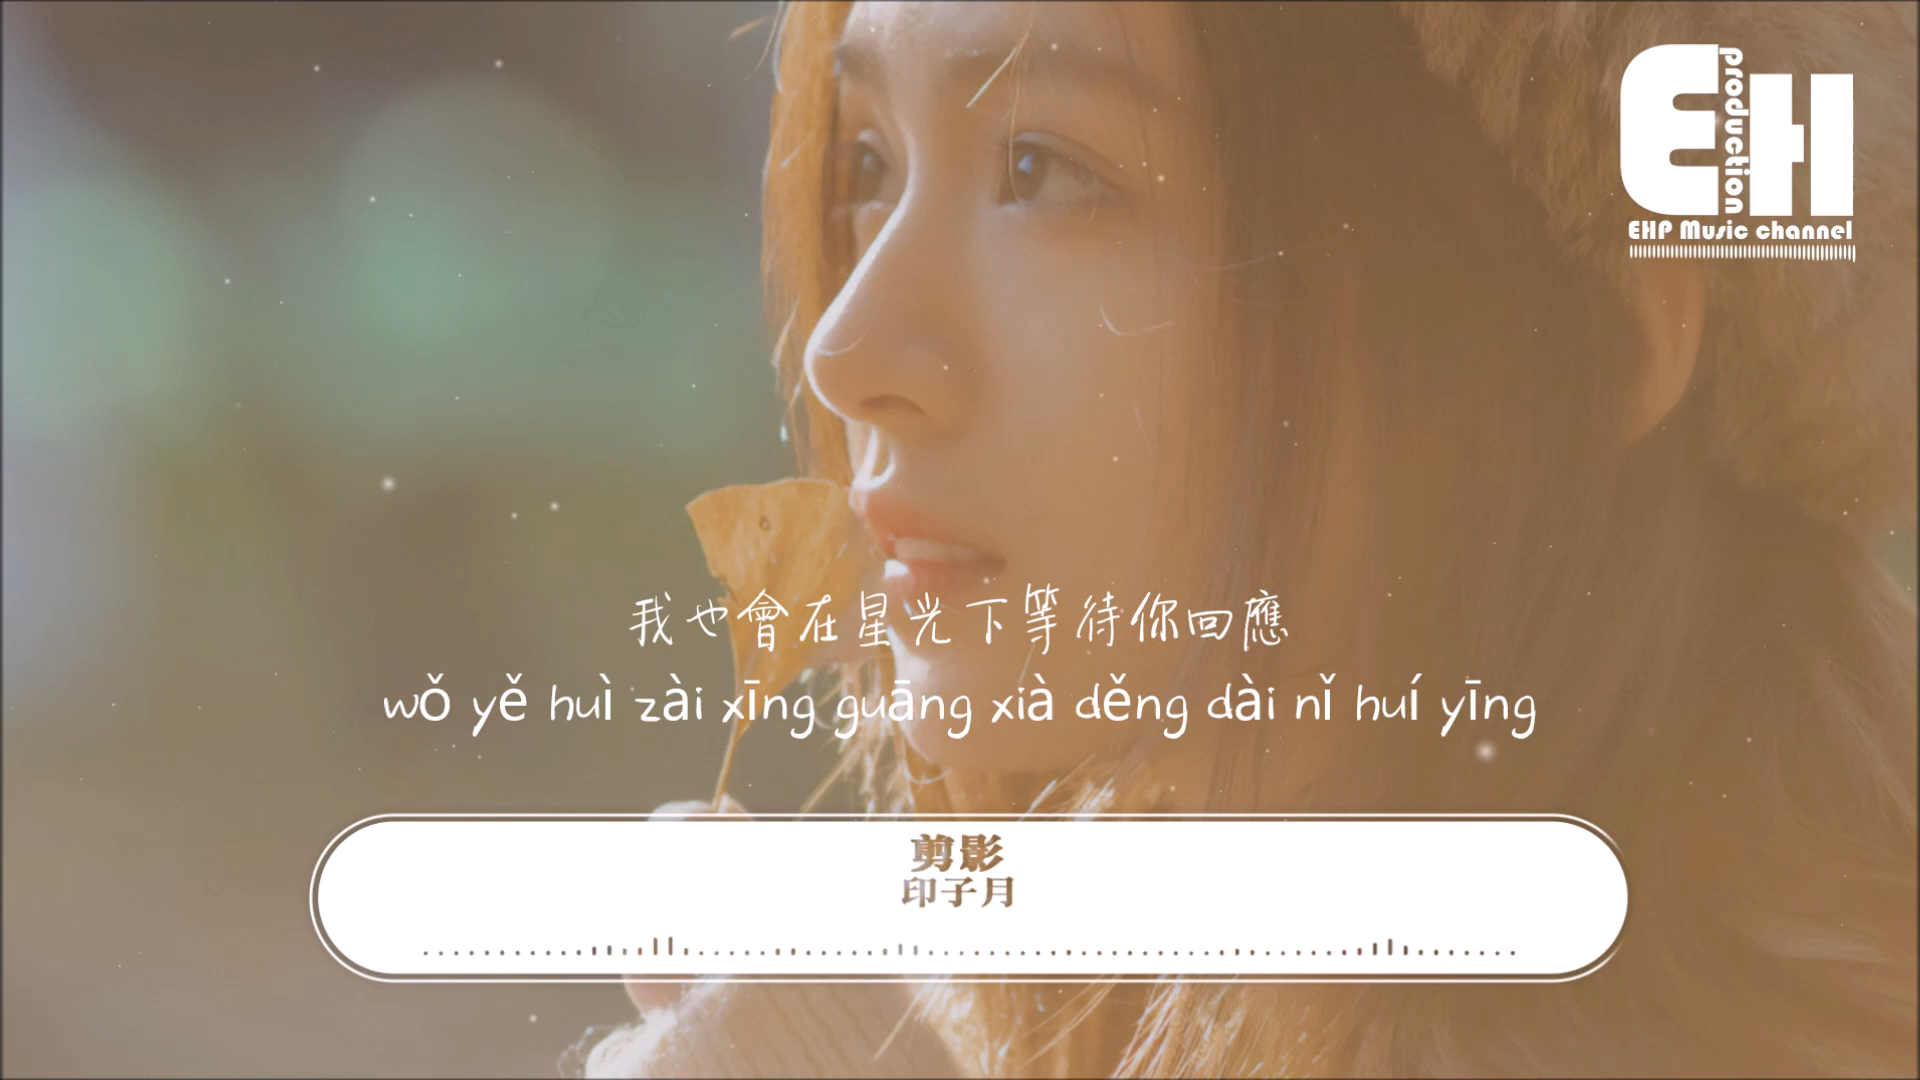 EH
production
EHP Music channel
我也會在星光下等待你回應
wǒ yě huì zài xīng guāng xià děng dài nǐ huí yīng
剪影
印子月